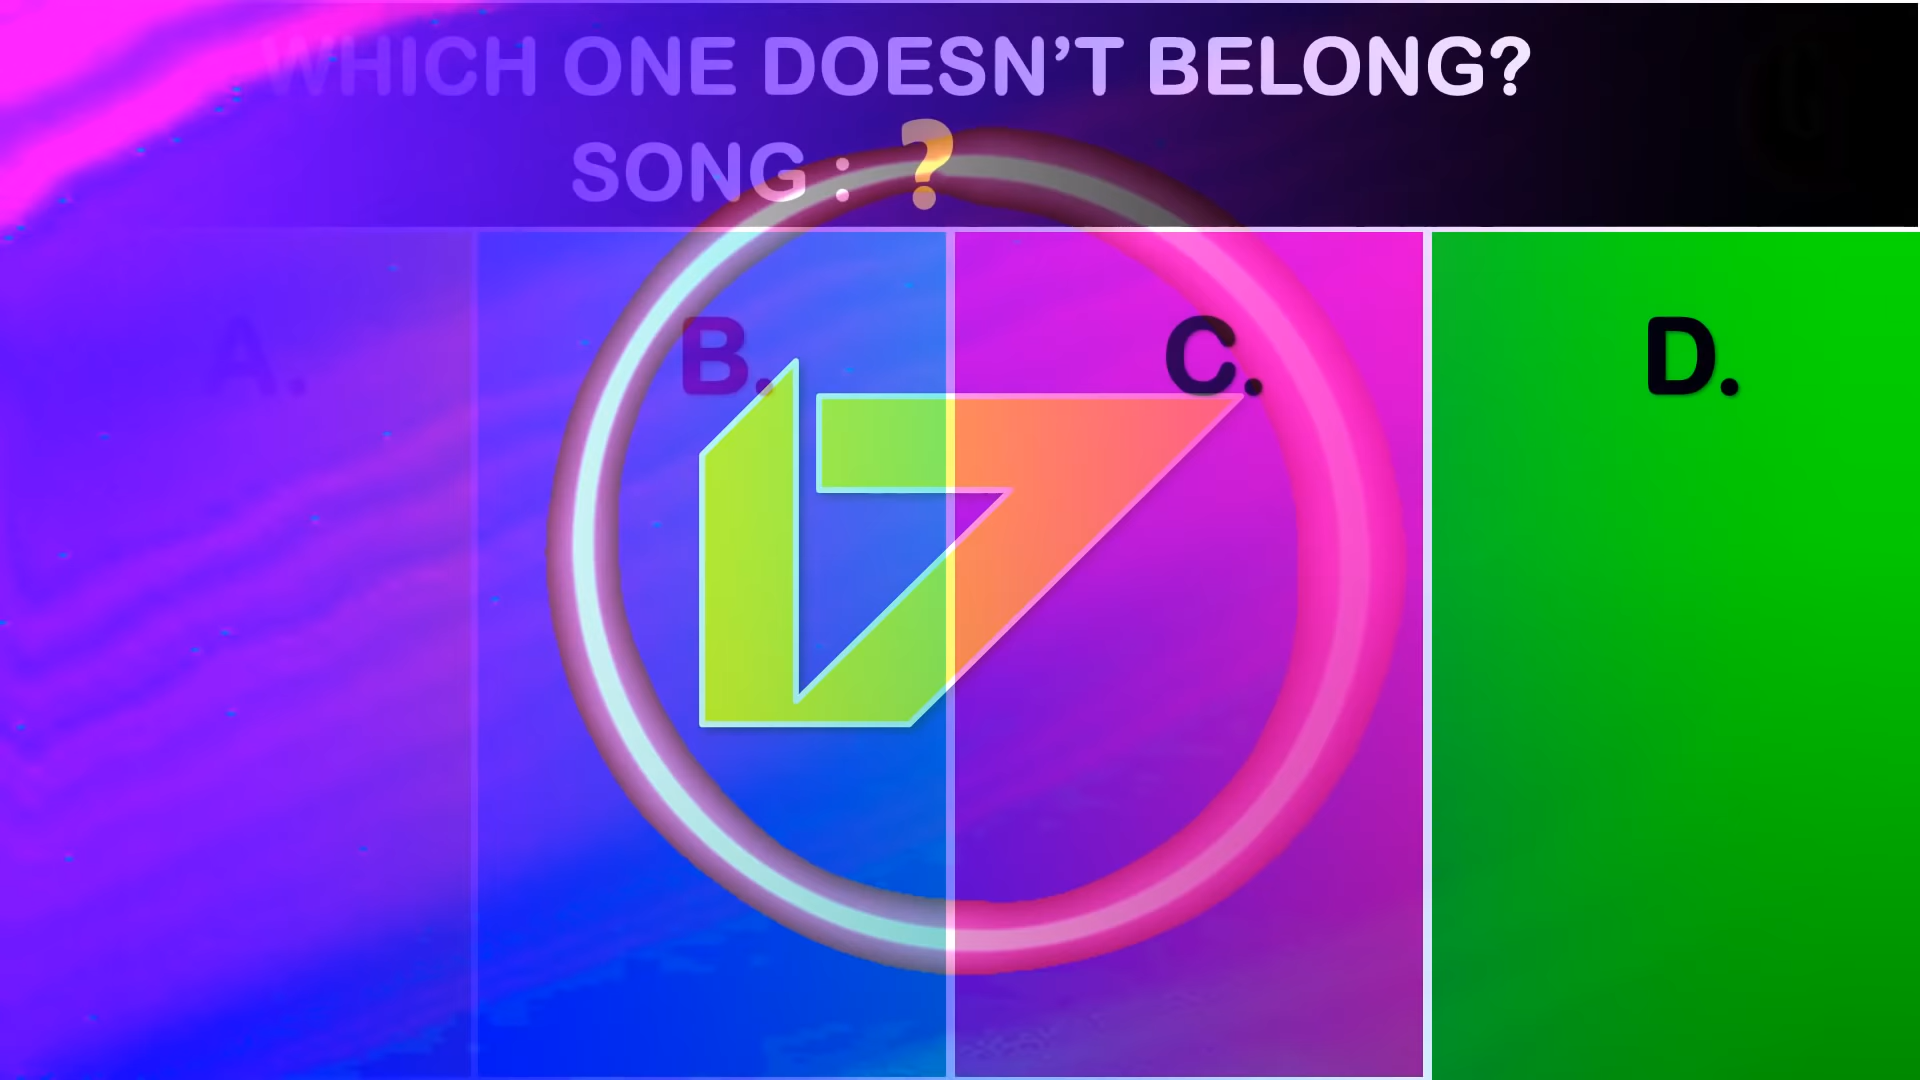 WHICH ONE DOESN’T BELONG?
SONG : ?
A.
B.
C.
D.